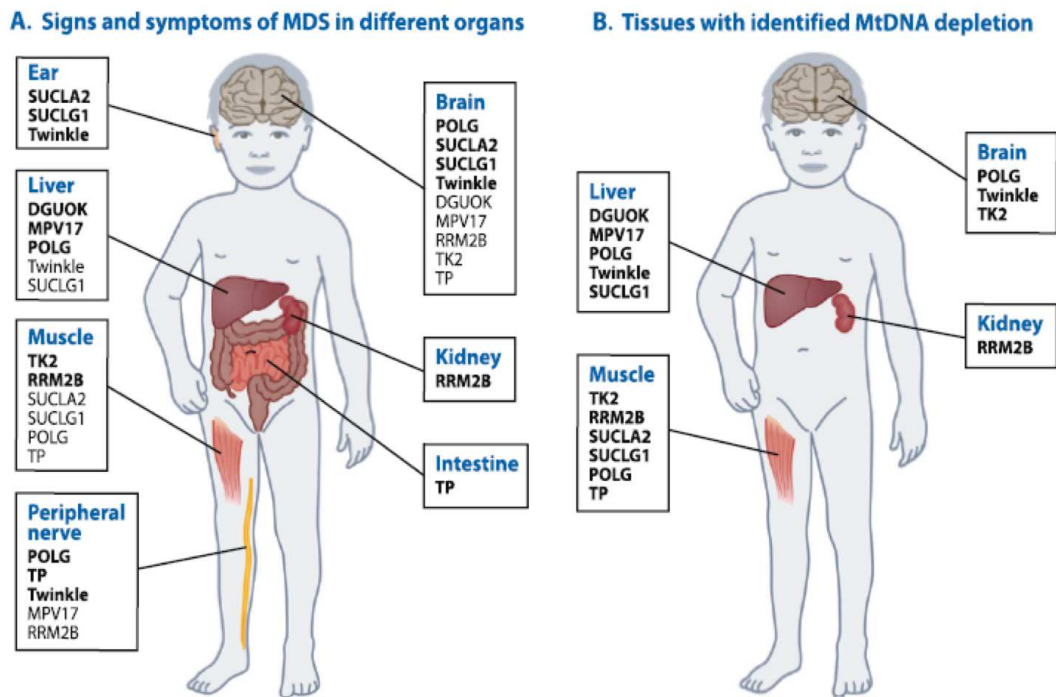 A. Signs and symptoms of MDS in different organs
Ear
SUCLA2
SUCLG1
Twinkle
Liver
DGUOK
MPV17
POLG
Twinkle
SUCLG1
Muscle
TK2
RRM2B
SUCLA2
SUCLG1
POLG
TP
Peripheral
nerve
POLG
TP
Twinkle
MPV17
RRM2B
Brain
POLG
SUCLA2
SUCLG1
Twinkle
DGUOK
MPV17
RRM2B
TK2
TP
Kidney
RRM2B
Intestine
TP
B. Tissues with identified MtDNA depletion
Liver
DGUOK
MPV17
POLG
Twinkle
SUCLG1
Muscle
TK2
RRM2B
SUCLA2
SUCLG1
POLG
TP
Brain
POLG
Twinkle
TK2
Kidney
RRM2B